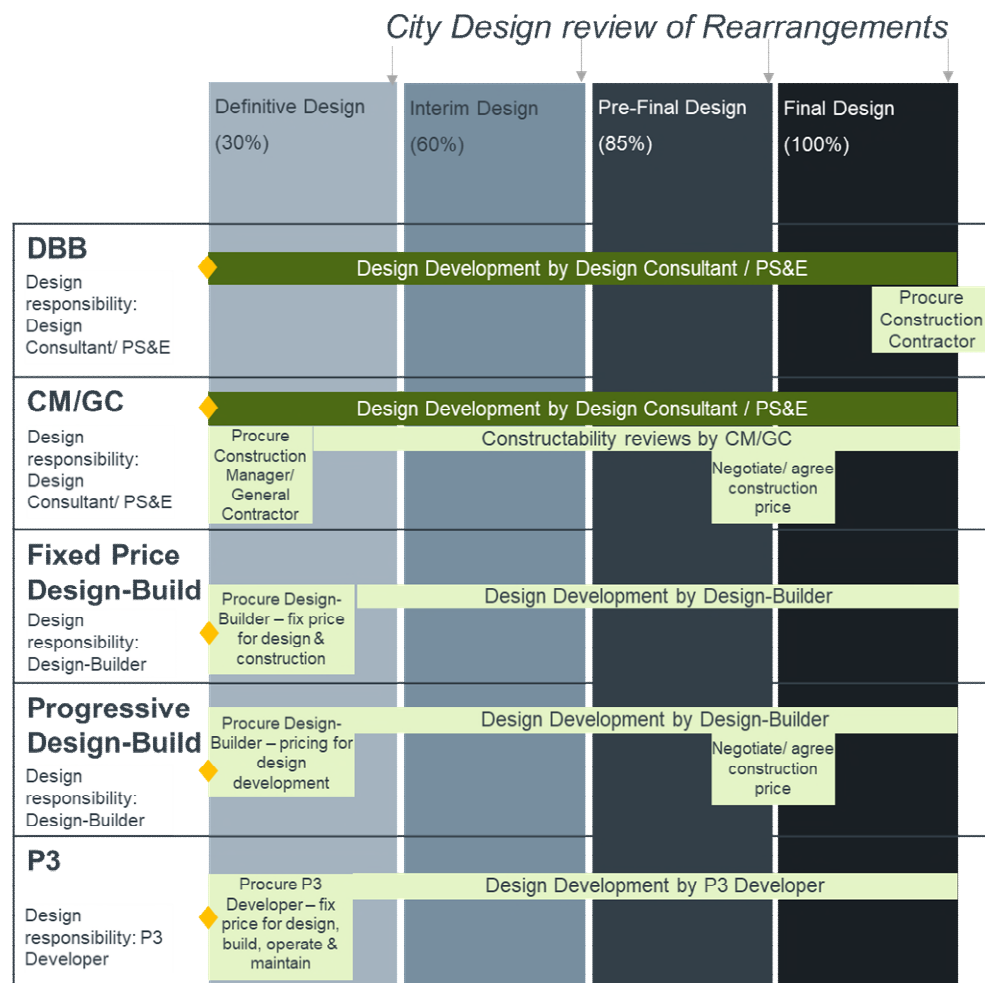 City Design review of Rearrangements
Definitive Design
(30%)
Interim Design
(60%)
Pre-Final Design
(85%)
Final Design
(100%)
DBB
Design
responsibility:
Design
Consultant/ PS&E
Design Development by Design Consultant / PS&E
Procure
Construction
Contractor
CM/GC
Design
responsibility:
Design
Consultant/ PS&E
Design Development by Design Consultant / PS&E
Procure
Construction
Manager/
General
Contractor
Constructability reviews by CM/GC
Negotiate/ agree
construction
price
Fixed Price
Design-Build
Design
responsibility:
Design-Builder
Procure Design-
Builder – fix price
for design &
construction
Design Development by Design-Builder
Progressive
Design-Build
Design
responsibility:
Design-Builder
Procure Design-
Builder – pricing for
design
development
Design Development by Design-Builder
Negotiate/ agree
construction
price
P3
Design
responsibility: P3
Developer
Procure P3
Developer – fix
price for design,
build, operate &
maintain
Design Development by P3 Developer